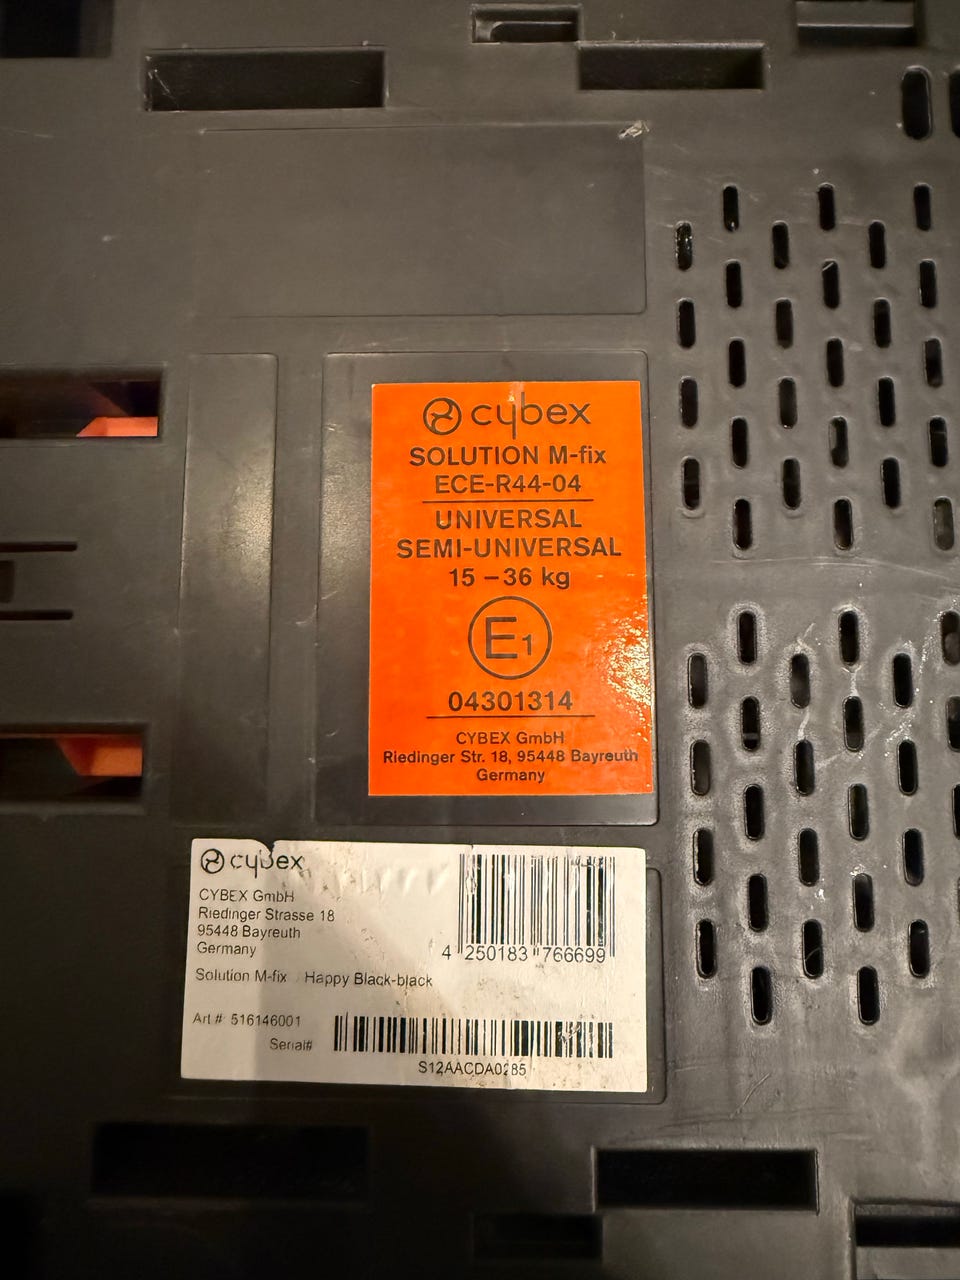 cybex
SOLUTION M-fix
ECE-R44-04
UNIVERSAL
SEMI-UNIVERSAL
15 – 36 kg
E1
04301314
CYBEX GmbH
Riedinger Str. 18, 95448 Bayreuth
Germany
cybex
CYBEX GmbH
Riedinger Strasse 18
95448 Bayreuth
Germany
4 250183 766699
Solution M-fix Happy Black-black
Art #: 516146001
Serial#
S12AACDA0285